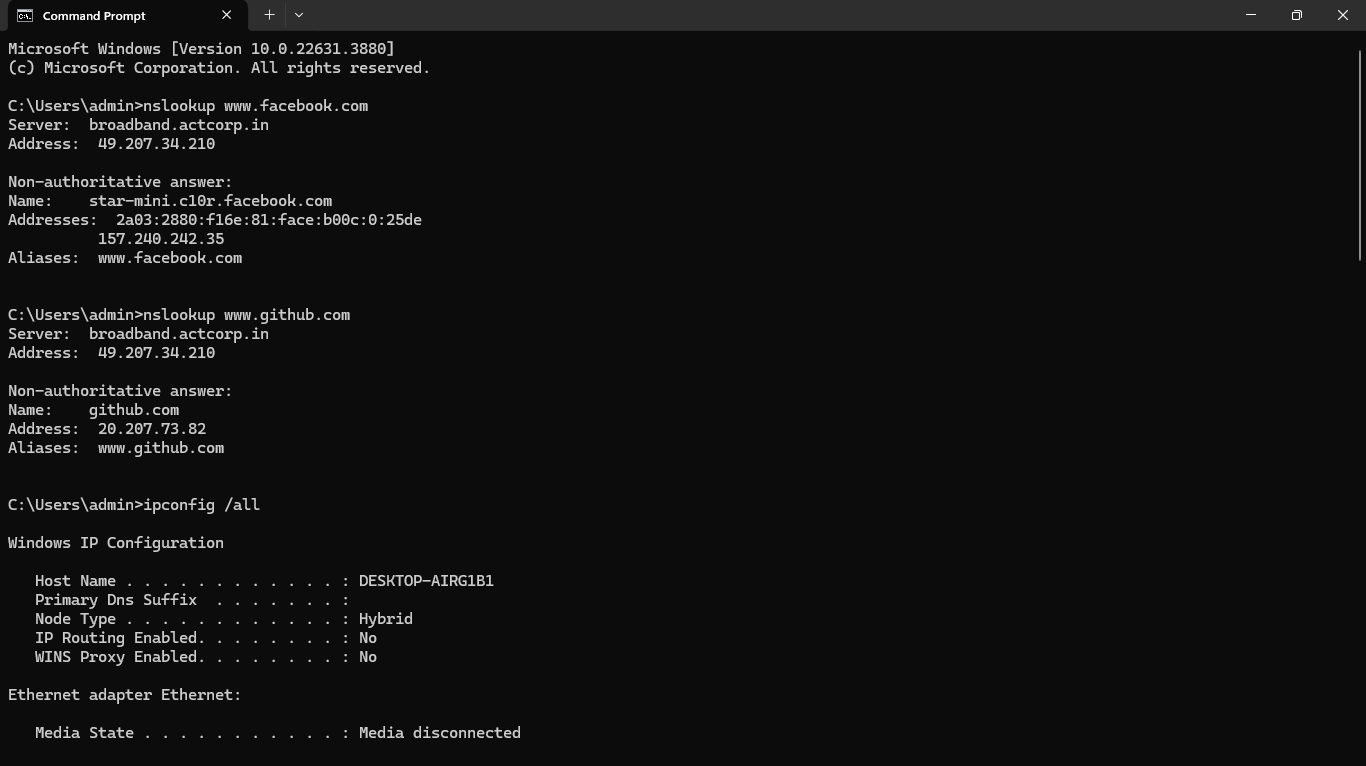 Command Prompt
Microsoft Windows [Version 10.0.22631.3880]
(c) Microsoft Corporation. All rights reserved.
C:\Users\admin>nslookup www.facebook.com
Server:  broadband.actcorp.in
Address:  49.207.34.210
Non-authoritative answer:
Name:    star-mini.c10r.facebook.com
Addresses:  2a03:2880:f16e:81:face:b00c:0:25de
          157.240.242.35
Aliases:  www.facebook.com
C:\Users\admin>nslookup www.github.com
Server:  broadband.actcorp.in
Address:  49.207.34.210
Non-authoritative answer:
Name:    github.com
Address:  20.207.73.82
Aliases:  www.github.com
C:\Users\admin>ipconfig /all
Windows IP Configuration
   Host Name . . . . . . . . . . . . : DESKTOP-AIRG1B1
   Primary Dns Suffix  . . . . . . . :
   Node Type . . . . . . . . . . . . : Hybrid
   IP Routing Enabled. . . . . . . . : No
   WINS Proxy Enabled. . . . . . . . : No
Ethernet adapter Ethernet:
   Media State . . . . . . . . . . . : Media disconnected